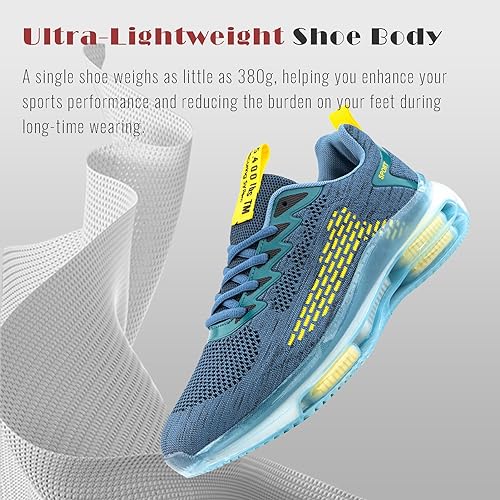 Ultra-Lightweight Shoe Body
A single shoe weighs as little as 380g, helping you enhance your
sports performance and reducing the burden on your feet during
long-time wearing.
SPORT